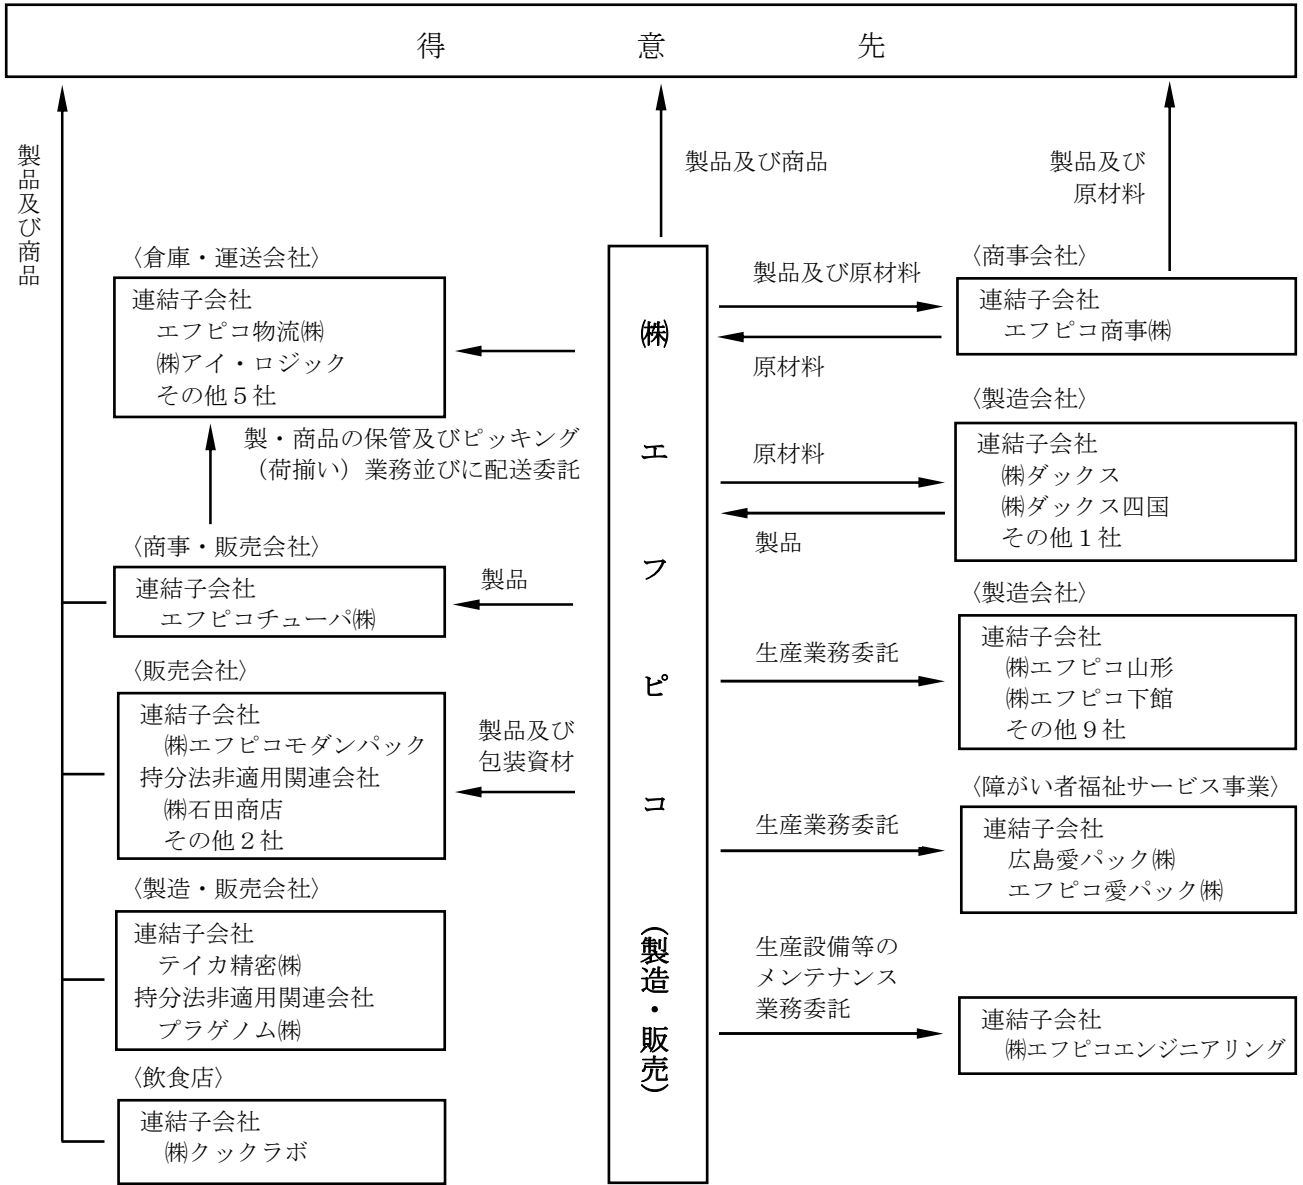 得意先
製品及び商品
製品及び商品
製品及び
原材料
〈倉庫・運送会社〉
連結子会社
エフピコ物流㈱
㈱アイ・ロジック
その他５社
製・商品の保管及びピッキング
（荷揃い）業務並びに配送委託
〈商事・販売会社〉
連結子会社
エフピコチューパ㈱
製品
〈販売会社〉
連結子会社
㈱エフピコモダンパック
持分法非適用関連会社
㈱石田商店
その他２社
製品及び
包装資材
〈製造・販売会社〉
連結子会社
テイカ精密㈱
持分法非適用関連会社
プラゲノム㈱
〈飲食店〉
連結子会社
㈱クックラボ
㈱エフピコ（製造・販売）
製品及び原材料
原材料
〈商事会社〉
連結子会社
エフピコ商事㈱
原材料
製品
〈製造会社〉
連結子会社
㈱ダックス
㈱ダックス四国
その他１社
生産業務委託
〈製造会社〉
連結子会社
㈱エフピコ山形
㈱エフピコ下館
その他９社
生産業務委託
〈障がい者福祉サービス事業〉
連結子会社
広島愛パック㈱
エフピコ愛パック㈱
生産設備等の
メンテナンス
業務委託
連結子会社
㈱エフピコエンジニアリング